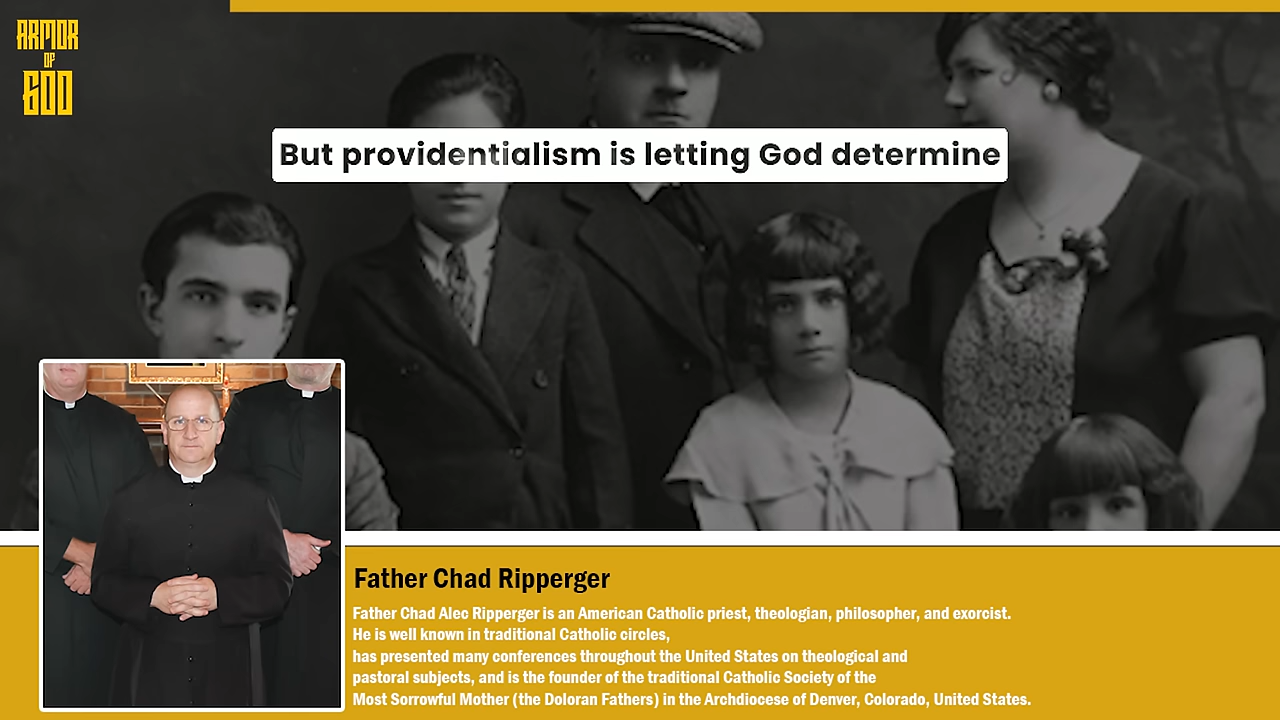 ARMOR
OF
GOD
But providentialism is letting God determine
Father Chad Ripperger
Father Chad Alec Ripperger is an American Catholic priest, theologian, philosopher, and exorcist.
He is well known in traditional Catholic circles,
has presented many conferences throughout the United States on theological and
pastoral subjects, and is the founder of the traditional Catholic Society of the
Most Sorrowful Mother (the Doloran Fathers) in the Archdiocese of Denver, Colorado, United States.